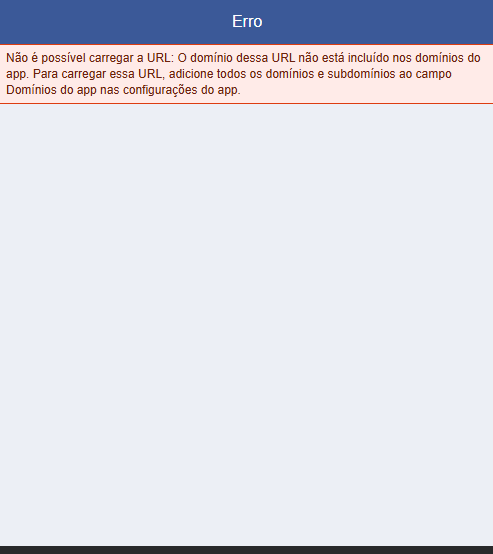 Erro
Não é possível carregar a URL: O domínio dessa URL não está incluído nos domínios do
app. Para carregar essa URL, adicione todos os domínios e subdomínios ao campo
Domínios do app nas configurações do app.